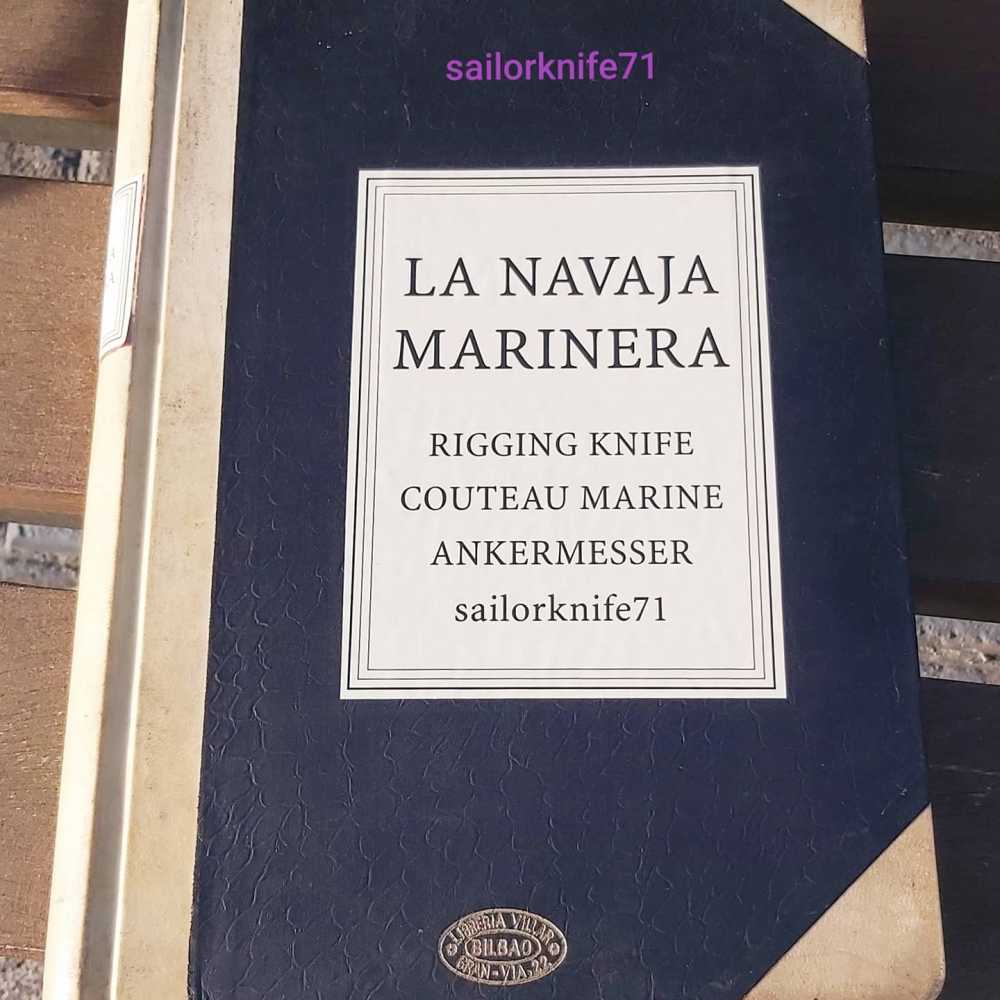 sailorknife71
LA NAVAJA
MARINERA
RIGGING KNIFE
COUTEAU MARINE
ANKERMESSER
sailorknife71
LIBRERIA VILLAR
BILBAO
GRAN-VIA, 22